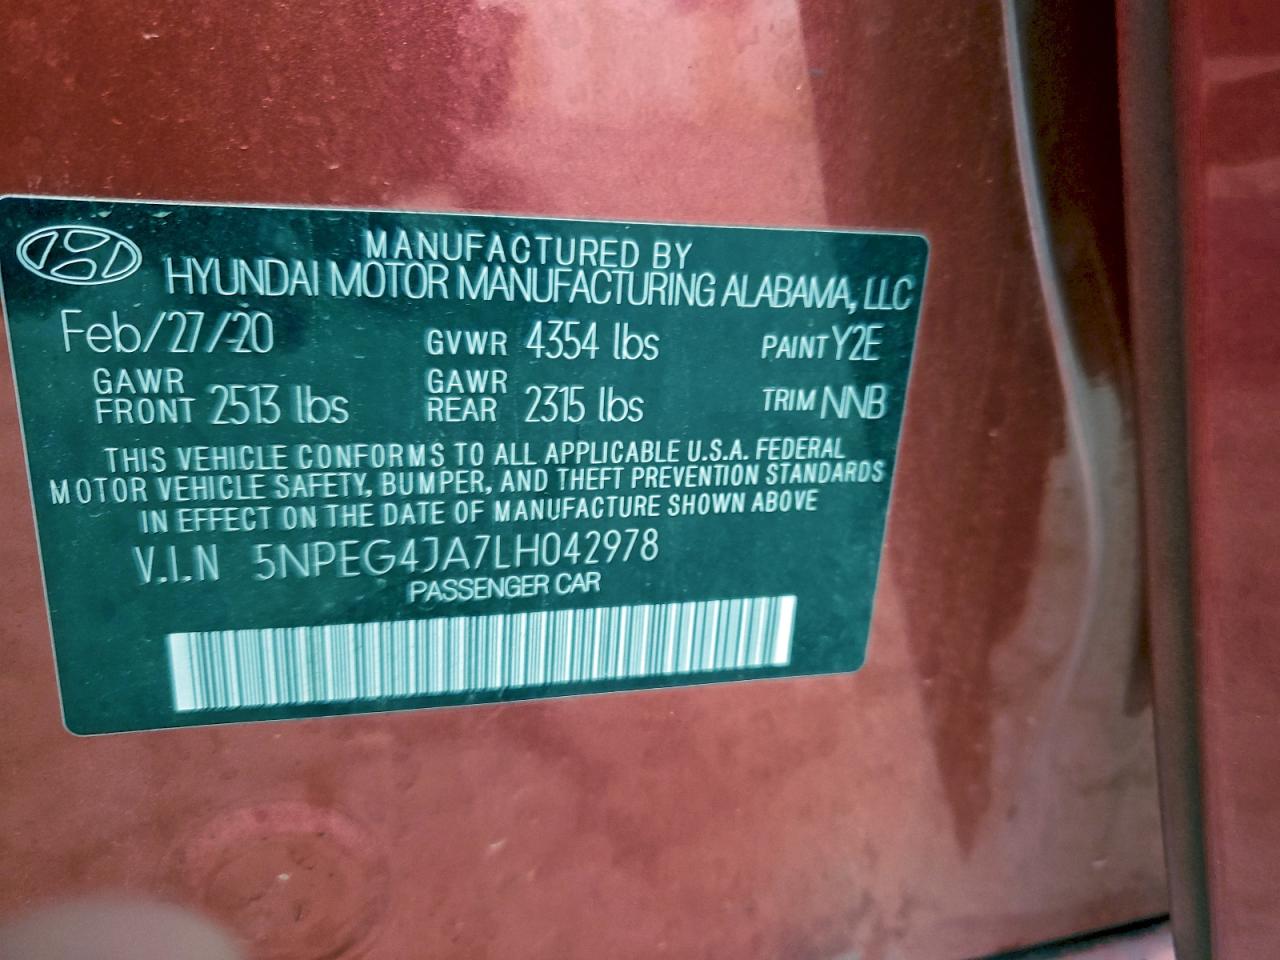 MANUFACTURED BY
HYUNDAI MOTOR MANUFACTURING ALABAMA, LLC
Feb/27/20 GVWR 4354 lbs PAINT Y2E
GAWR FRONT 2513 lbs GAWR REAR 2315 lbs TRIM NNB
THIS VEHICLE CONFORMS TO ALL APPLICABLE U.S.A. FEDERAL
MOTOR VEHICLE SAFETY, BUMPER, AND THEFT PREVENTION STANDARDS
IN EFFECT ON THE DATE OF MANUFACTURE SHOWN ABOVE
V.I.N 5NPEG4JA7LH042978
PASSENGER CAR